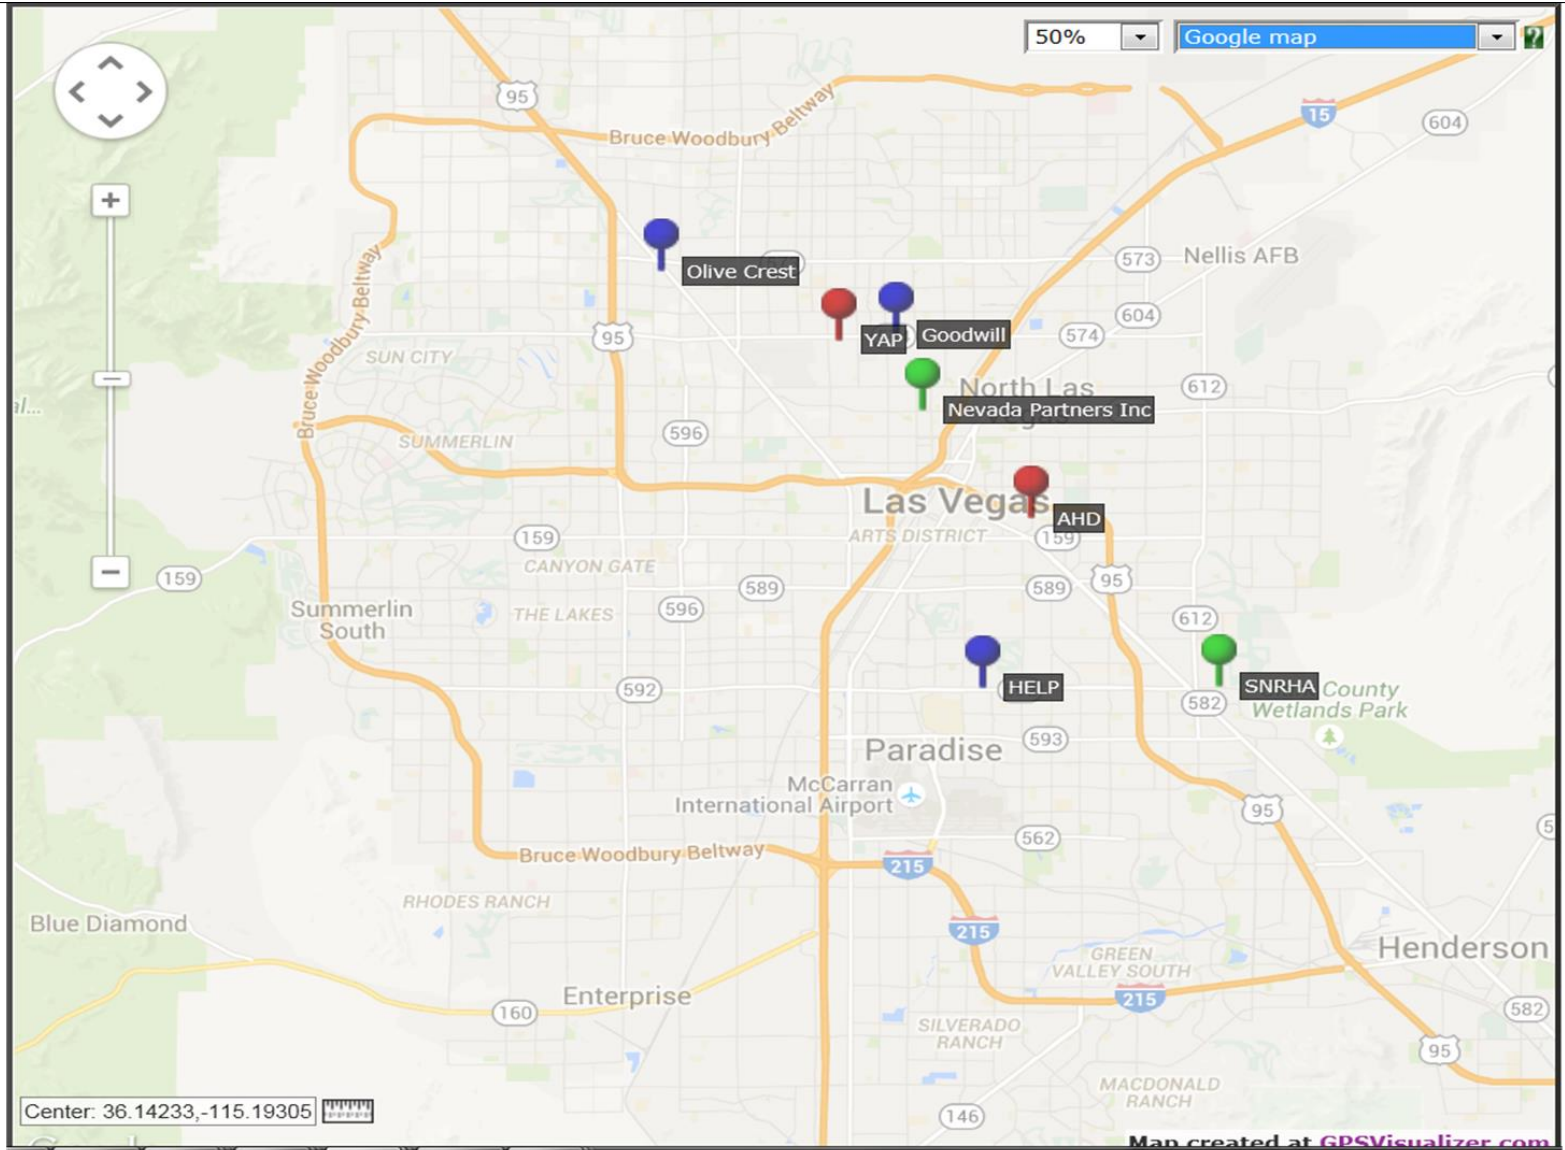 50%
Google map
?
95
Bruce Woodbury Beltway
15
604
Olive Crest
573
Nellis AFB
Bruce Woodbury Beltway
YAP
Goodwill
604
574
95
SUN CITY
North Las
Nevada Partners Inc
612
al...
SUMMERLIN
596
Las Vegas
AHD
ARTS DISTRICT
159
159
CANYON GATE
159
589
589
95
Summerlin
South
THE LAKES
596
612
HELP
SNRHA
County
Wetlands Park
592
582
593
Paradise
McCarran
International Airport
95
562
Bruce Woodbury Beltway
215
RHODES RANCH
Blue Diamond
215
Henderson
GREEN
VALLEY SOUTH
Enterprise
215
160
582
SILVERADO
RANCH
95
MACDONALD
RANCH
Center: 36.14233,-115.19305
146
Map created at GPSVisualizer.com